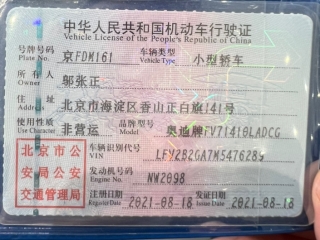 中华人民共和国机动车行驶证
Vehicle License of the People's Republic of China
号牌号码 京FDM161 车辆类型 小型轿车
Plate No. Vehicle Type
所有人 邬张正
Owner
住址 北京市海淀区香山正白旗141号
Address
使用性质 非营运 品牌型号 奥迪牌FV71410LADCG
Use Character Model
北京市公安局公安交通管理局
车辆识别代号 LFV2B2GA7M5476289
VIN
发动机号码 NW2098
Engine No.
注册日期 2021-08-18 发证日期 2021-08-18
Register Date Issue Date